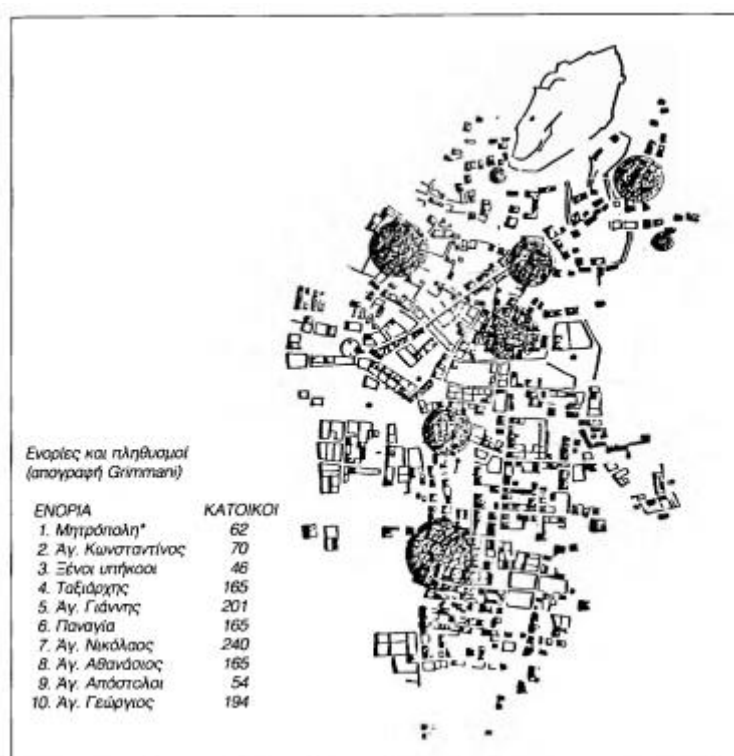 Ενορίες και πληθυσμοί
(απογραφή Grimmani)
ΕΝΟΡΙΑ ΚΑΤΟΙΚΟΙ
1. Μητρόπολη* 62
2. Άγ. Κωνσταντίνος 70
3. Ξένοι υπήκοοι 46
4. Ταξιάρχης 165
5. Άγ. Γιάννης 201
6. Παναγία 165
7. Άγ. Νικόλαος 240
8. Άγ. Αθανάσιος 165
9. Άγ. Απόστολοι 54
10. Άγ. Γεώργιος 194